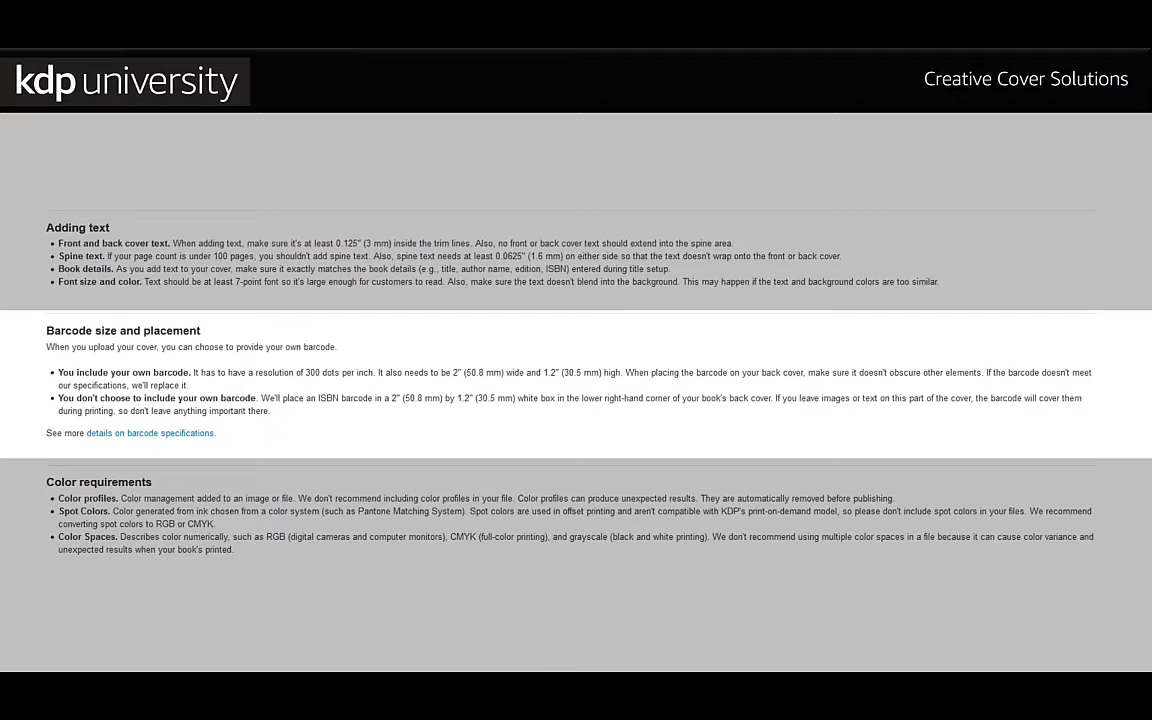 kdp university
Creative Cover Solutions
Adding text
• Front and back cover text. When adding text, make sure it's at least 0.125" (3 mm) inside the trim lines. Also, no front or back cover text should extend into the spine area.
• Spine text. If your page count is under 100 pages, you shouldn't add spine text. Also, spine text needs at least 0.0625" (1.6 mm) on either side so that the text doesn't wrap onto the front or back cover.
• Book details. As you add text to your cover, make sure it exactly matches the book details (e.g., title, author name, edition, ISBN) entered during title setup.
• Font size and color. Text should be at least 7-point font so it's large enough for customers to read. Also, make sure the text doesn't blend into the background. This may happen if the text and background colors are too similar.
Barcode size and placement
When you upload your cover, you can choose to provide your own barcode.
• You include your own barcode. It has to have a resolution of 300 dots per inch. It also needs to be 2" (50.8 mm) wide and 1.2" (30.5 mm) high. When placing the barcode on your back cover, make sure it doesn't obscure other elements. If the barcode doesn't meet
our specifications, we'll replace it.
• You don't choose to include your own barcode. We'll place an ISBN barcode in a 2" (50.8 mm) by 1.2" (30.5 mm) white box in the lower right-hand corner of your book's back cover. If you leave images or text on this part of the cover, the barcode will cover them
during printing, so don't leave anything important there.
See more details on barcode specifications.
Color requirements
• Color profiles. Color management added to an image or file. We don't recommend including color profiles in your file. Color profiles can produce unexpected results. They are automatically removed before publishing.
• Spot Colors. Color generated from ink chosen from a color system (such as Pantone Matching System). Spot colors are used in offset printing and aren't compatible with KDP's print-on-demand model, so please don't include spot colors in your files. We recommend
converting spot colors to RGB or CMYK.
• Color Spaces. Describes color numerically, such as RGB (digital cameras and computer monitors), CMYK (full-color printing), and grayscale (black and white printing). We don't recommend using multiple color spaces in a file because it can cause color variance and
unexpected results when your book's printed.